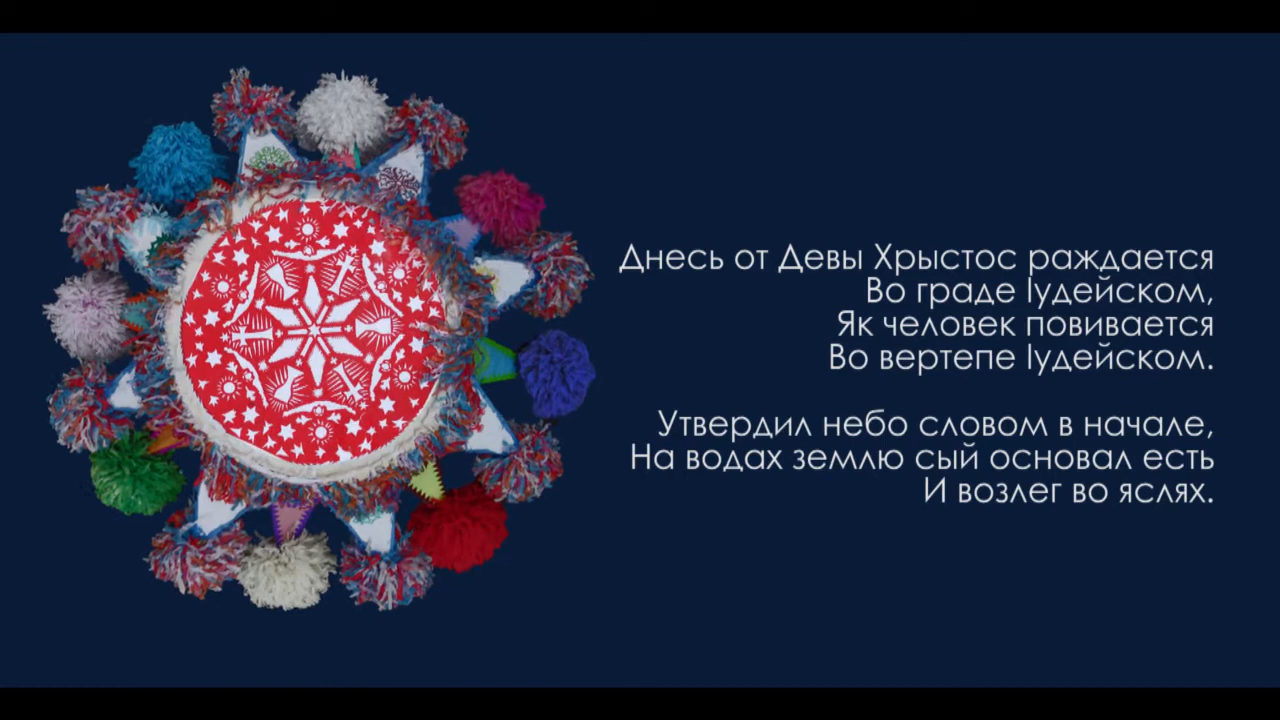 Днесь от Девы Хрыстос раждается
Во граде Іудейском,
Як человек повивается
Во вертепе Іудейском.
Утвердил небо словом в начале,
На водах землю сый основал есть
И возлег во яслях.